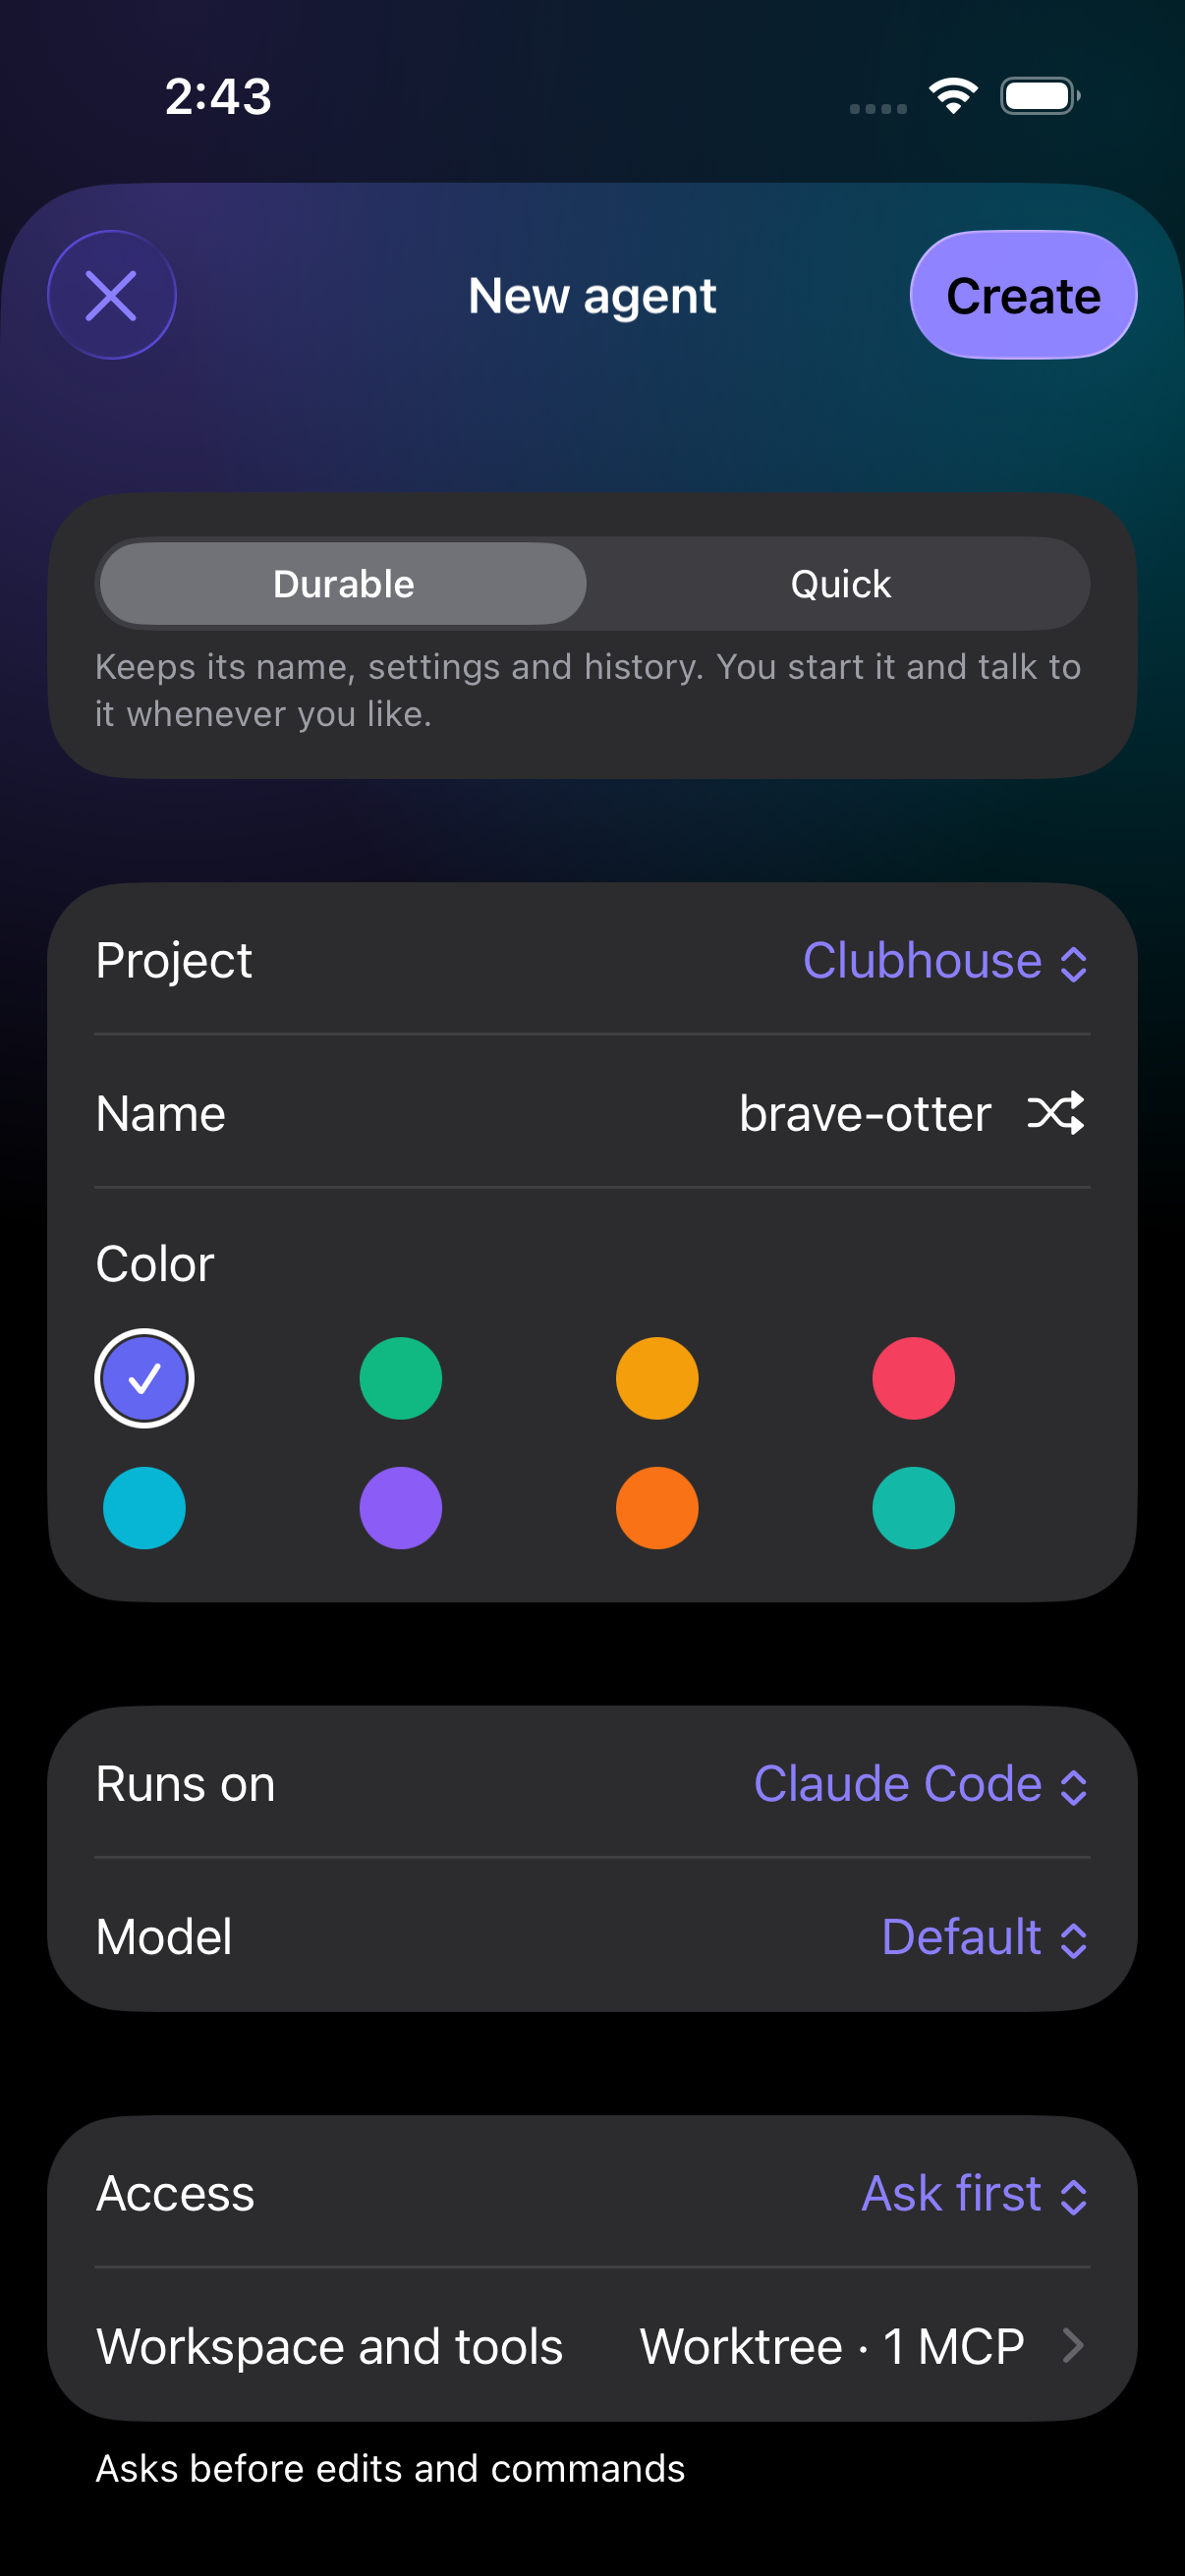 2:43
New agent
Create
Durable
Quick
Keeps its name, settings and history. You start it and talk to
it whenever you like.
Project
Clubhouse
Name
brave-otter
Color
Runs on
Claude Code
Model
Default
Access
Ask first
Workspace and tools
Worktree · 1 MCP
Asks before edits and commands